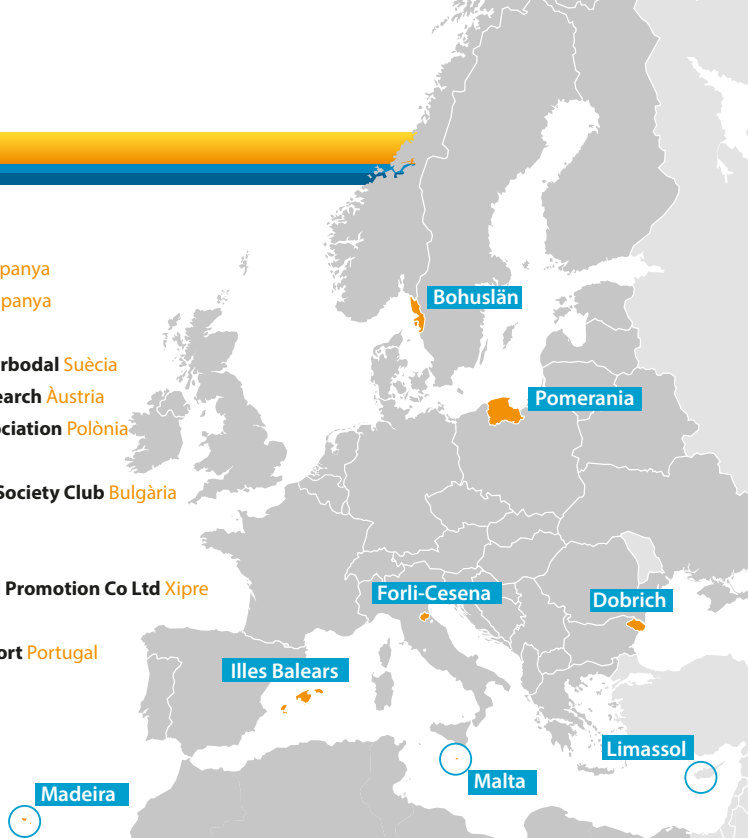 panya
panya
rbodal Suècia
earch Àustria
ociation Polònia
Society Club Bulgària
Promotion Co Ltd Xipre
ort Portugal
Bohuslän
Pomerania
Forli-Cesena
Dobrich
Illes Balears
Limassol
Malta
Madeira